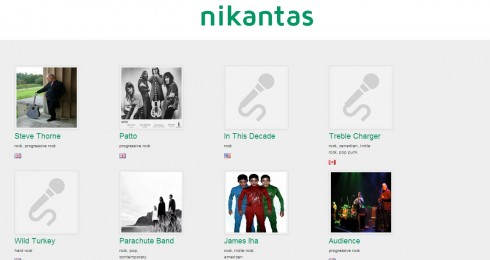 nikantas
Steve Thorne
rock, progressive rock
Patto
progressive rock
In This Decade
rock
Treble Charger
rock, canadian, indie
rock, pop punk
Wild Turkey
hard rock
Parachute Band
rock, pop
contemporary
James Iha
rock, indie rock
american
Audience
progressive rock